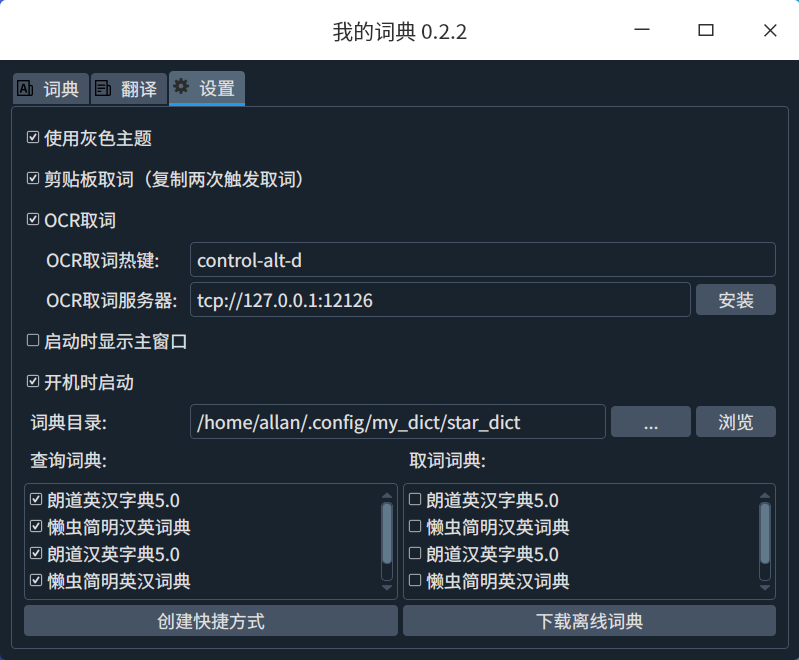 我的词典 0.2.2
词典 翻译 设置
使用灰色主题
剪贴板取词（复制两次触发取词）
OCR取词
OCR取词热键: control-alt-d
OCR取词服务器: tcp://127.0.0.1:12126 安装
启动时显示主窗口
开机时启动
词典目录: /home/allan/.config/my_dict/star_dict ... 浏览
查询词典: 取词词典:
朗道英汉字典5.0 朗道英汉字典5.0
懒虫简明汉英词典 懒虫简明汉英词典
朗道汉英字典5.0 朗道汉英字典5.0
懒虫简明英汉词典 懒虫简明英汉词典
创建快捷方式 下载离线词典